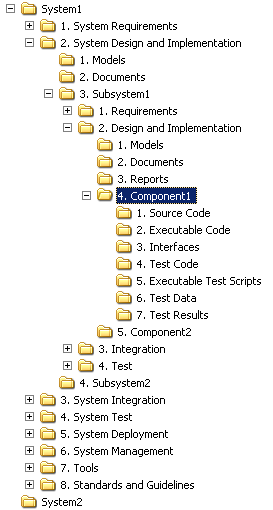 System1
1. System Requirements
2. System Design and Implementation
1. Models
2. Documents
3. Subsystem1
1. Requirements
2. Design and Implementation
1. Models
2. Documents
3. Reports
4. Component1
1. Source Code
2. Executable Code
3. Interfaces
4. Test Code
5. Executable Test Scripts
6. Test Data
7. Test Results
5. Component2
3. Integration
4. Test
4. Subsystem2
3. System Integration
4. System Test
5. System Deployment
6. System Management
7. Tools
8. Standards and Guidelines
System2